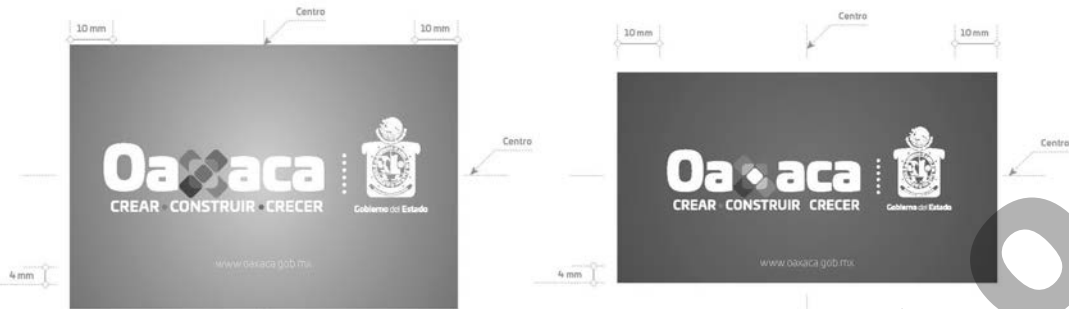 Centro
10 mm
10 mm
Oaxaca
CREAR • CONSTRUIR • CRECER
Gobierno del Estado
www.oaxaca.gob.mx
Centro
4 mm
Centro
10 mm
10 mm
Oaxaca
CREAR CONSTRUIR CRECER
Gobierno del Estado
www.oaxaca.gob.mx
Centro
4 mm